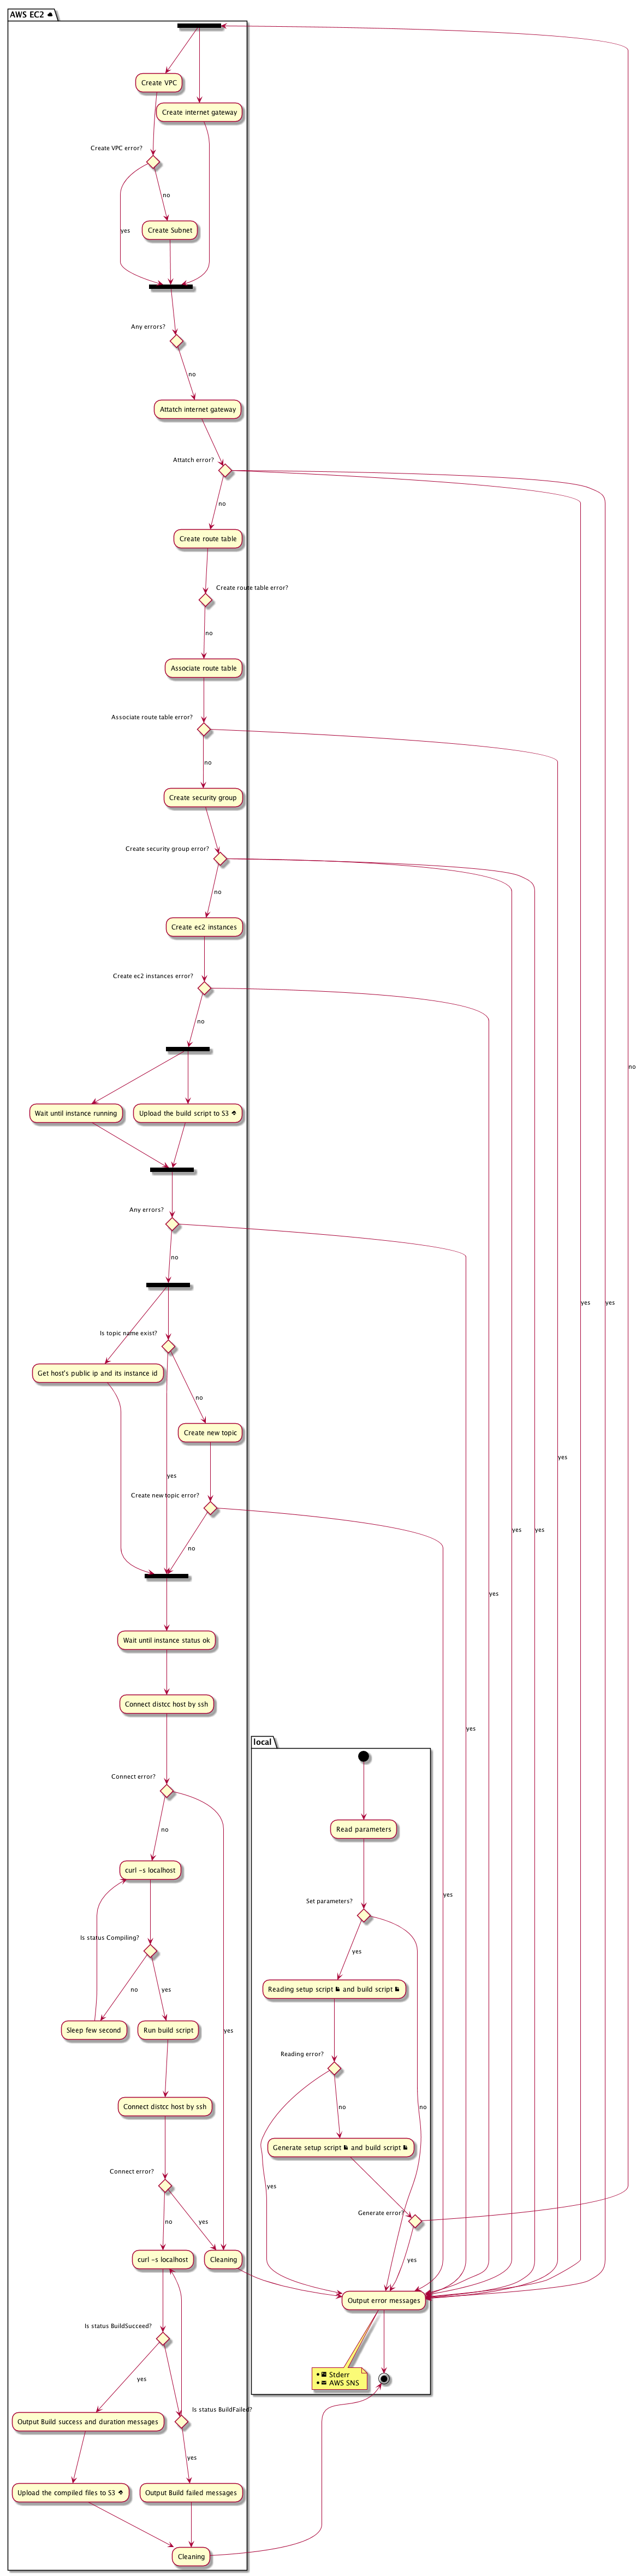 AWS EC2
Create VPC
Create internet gateway
Create VPC error?
no
Create Subnet
yes
Any errors?
no
Attatch internet gateway
Attatch error?
no
Create route table
Create route table error?
no
Associate route table
Associate route table error?
no
Create security group
Create security group error?
no
Create ec2 instances
Create ec2 instances error?
no
no
Wait until instance running
Upload the build script to S3
Any errors?
no
yes
yes
Is topic name exist?
Get host's public ip and its instance id
no
Create new topic
yes
yes
Create new topic error?
yes
yes
no
yes
Wait until instance status ok
Connect distcc host by ssh
yes
local
Connect error?
no
Read parameters
curl -s localhost
yes
Set parameters?
Is status Compiling?
yes
no
yes
Reading setup script and build script
Sleep few second
Run build script
yes
Reading error?
Connect distcc host by ssh
no
no
Generate setup script and build script
Connect error?
yes
no
yes
Generate error?
curl -s localhost
Cleaning
yes
Output error messages
Is status BuildSucceed?
Stderr
AWS SNS
yes
Is status BuildFailed?
Output Build success and duration messages
yes
Upload the compiled files to S3
Output Build failed messages
Cleaning